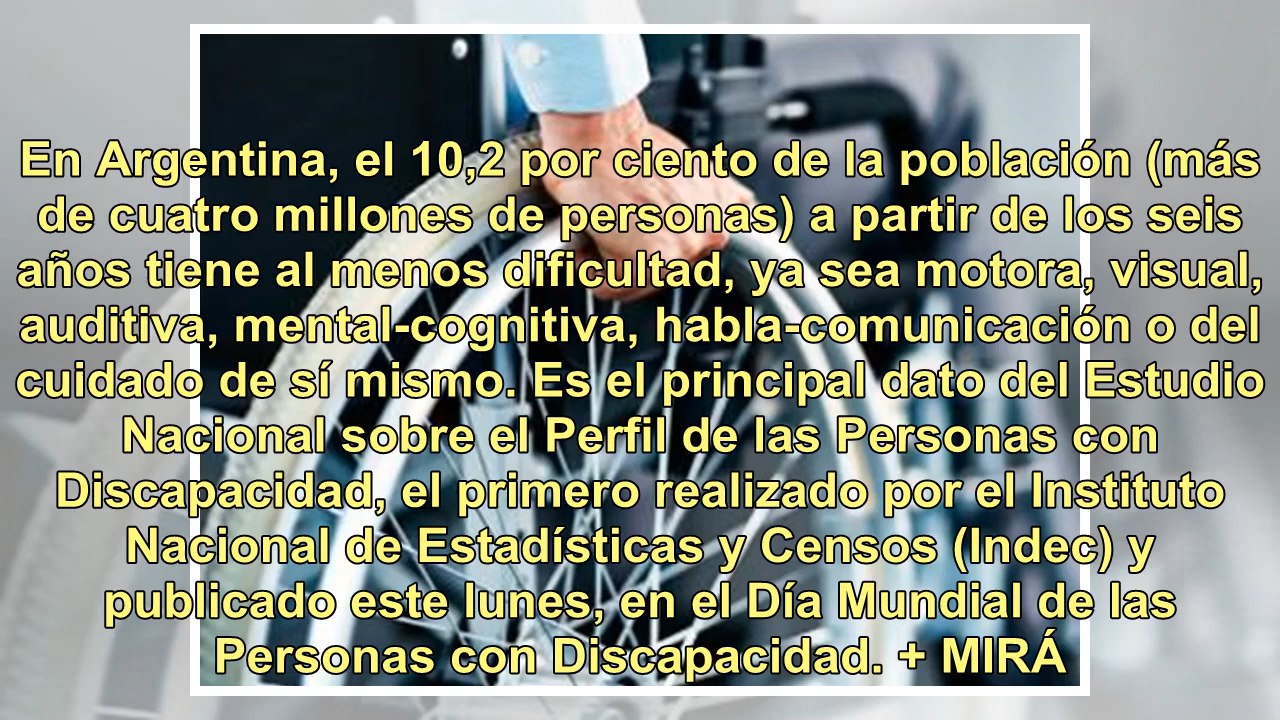 En Argentina, el 10,2 por ciento de la población (más
de cuatro millones de personas) a partir de los seis
años tiene al menos dificultad, ya sea motora, visual,
auditiva, mental-cognitiva, habla-comunicación o del
cuidado de sí mismo. Es el principal dato del Estudio
Nacional sobre el Perfil de las Personas con
Discapacidad, el primero realizado por el Instituto
Nacional de Estadísticas y Censos (Indec) y
publicado este lunes, en el Día Mundial de las
Personas con Discapacidad. + MIRÁ